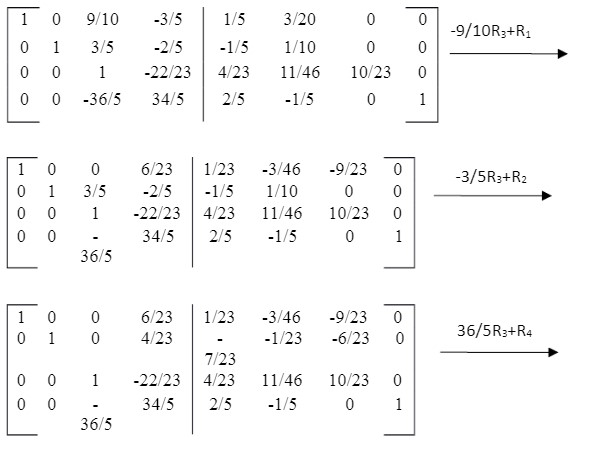 1 0 9/10 -3/5 1/5 3/20 0 0
-9/10R₃+R₁
0 1 3/5 -2/5 -1/5 1/10 0 0
0 0 1 -22/23 4/23 11/46 10/23 0
0 0 -36/5 34/5 2/5 -1/5 0 1
1 0 0 6/23 1/23 -3/46 -9/23 0
-3/5R₃+R₂
0 1 3/5 -2/5 -1/5 1/10 0 0
0 0 1 -22/23 4/23 11/46 10/23 0
0 0 - 34/5 2/5 -1/5 0 1
36/5
1 0 0 6/23 1/23 -3/46 -9/23 0
36/5R₃+R₄
0 1 0 4/23 - -1/23 -6/23 0
7/23
0 0 1 -22/23 4/23 11/46 10/23 0
0 0 - 34/5 2/5 -1/5 0 1
36/5